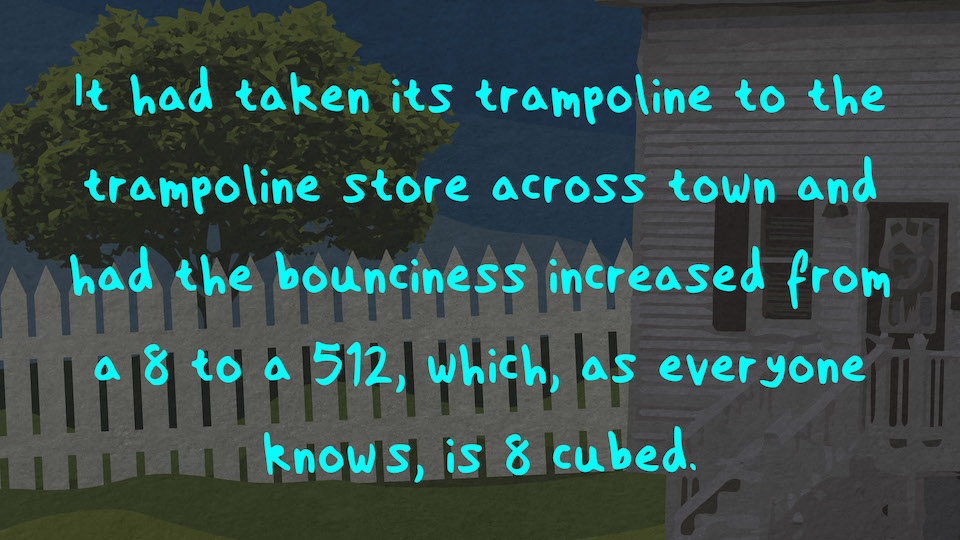 It had taken its trampoline to the
trampoline store across town and
had the bounciness increased from
a 8 to a 512, which, as everyone
knows, is 8 cubed.